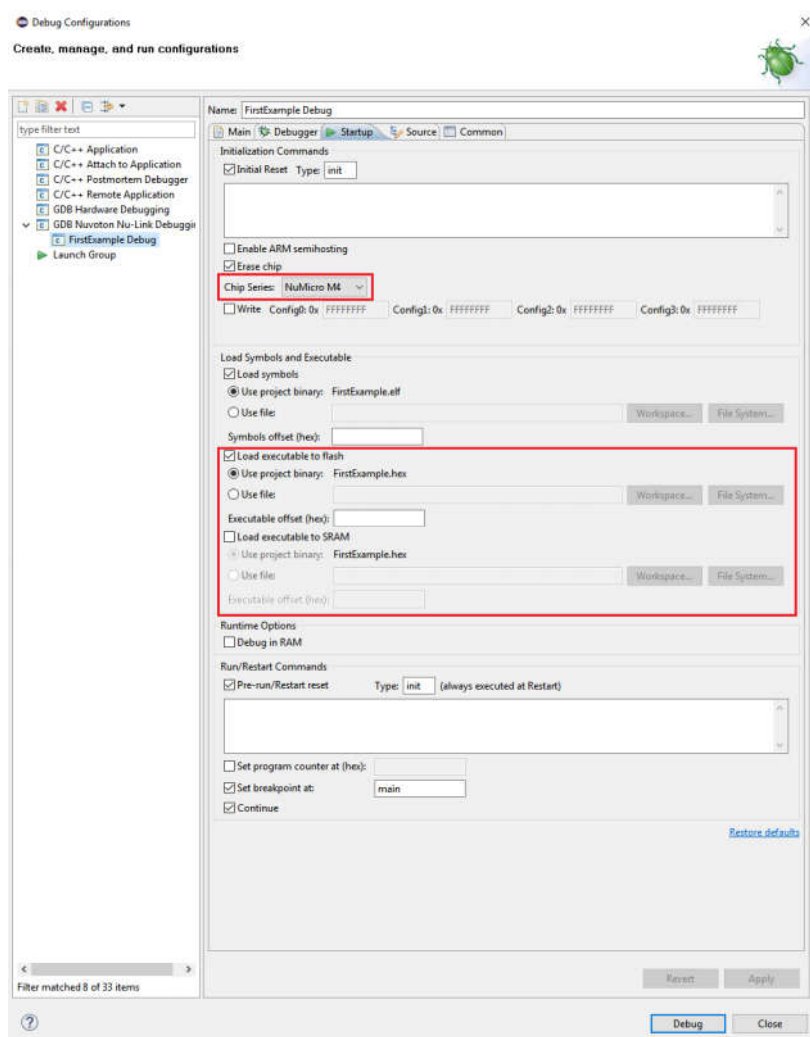 Debug Configurations
Create, manage, and run configurations
type filter text
C/C++ Application
C/C++ Attach to Application
C/C++ Postmortem Debugger
C/C++ Remote Application
GDB Hardware Debugging
GDB Nuvoton Nu-Link Debuggin
FirstExample Debug
Launch Group
Filter matched 8 of 33 items
Name: FirstExample Debug
Main Debugger Startup Source Common
Initialization Commands
Initial Reset Type: init
Enable ARM semihosting
Erase chip
Chip Series: NuMicro M4
Write Config0: 0x FFFFFFFF Config1: 0x FFFFFFFF Config2: 0x FFFFFFFF Config3: 0x FFFFFFFF
Load Symbols and Executable
Load symbols
Use project binary: FirstExample.elf
Use file: Workspace... File System...
Symbols offset (hex):
Load executable to flash
Use project binary: FirstExample.hex
Use file: Workspace... File System...
Executable offset (hex):
Load executable to SRAM
Use project binary: FirstExample.hex
Use file: Workspace... File System...
Executable offset (hex):
Runtime Options
Debug in RAM
Run/Restart Commands
Pre-run/Restart reset Type: init (always executed at Restart)
Set program counter at (hex):
Set breakpoint at: main
Continue
Restore defaults
Revert Apply
Debug Close